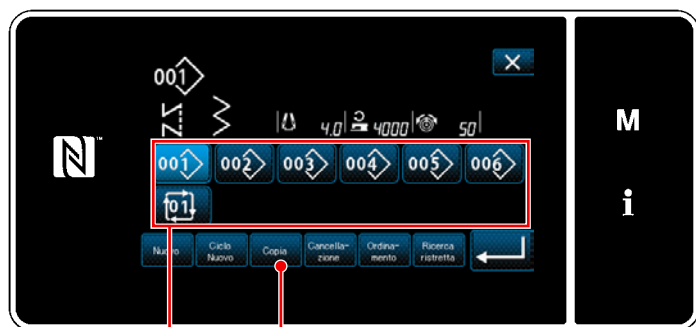 001
4.0 4000 50
001 002 003 004 005 006
01
Nuovo Ciclo Nuovo Copia Cancella-zione Ordina-mento Ricerca ristretta
M
i
N